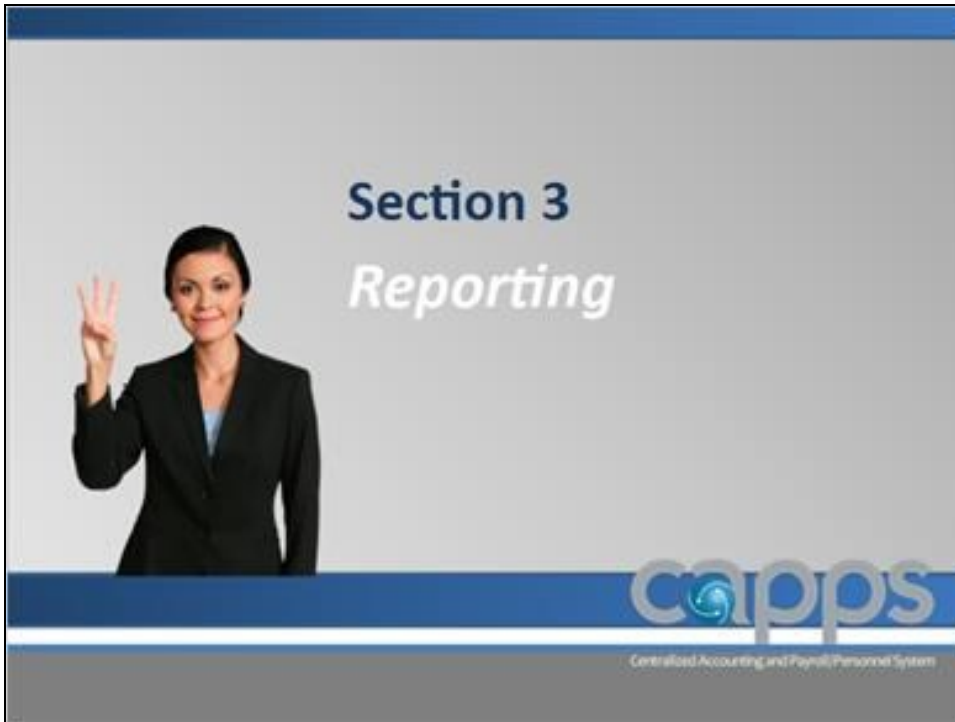 Section 3
Reporting
capps
Centralized Accounting and Payroll/Personnel System